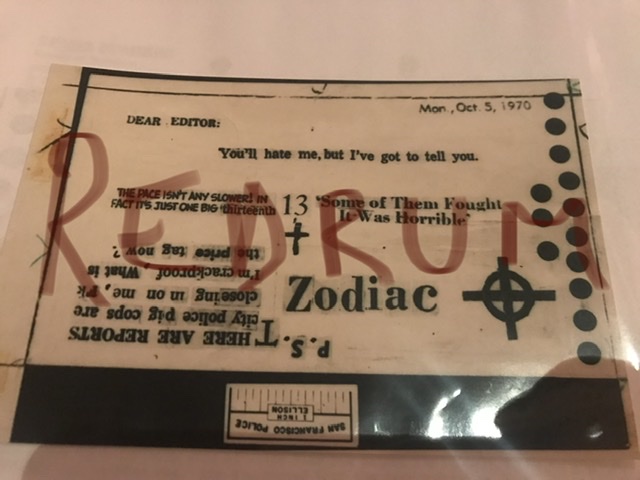 Mon., Oct. 5, 1970
DEAR EDITOR:
You'll hate me, but I've got to tell you.
THE PACE ISN'T ANY SLOWER! IN
FACT IT'S JUST ONE BIG thirteenth
13 'Some of Them Fought
It Was Horrible'
REDRUM
Zodiac
P.S. THERE ARE REPORTS
city police pig cops are
closeing in on me, Fk
I'm crackproof. What is
the price tag now?
SAN FRANCISCO POLICE
1 INCH
ELLISON